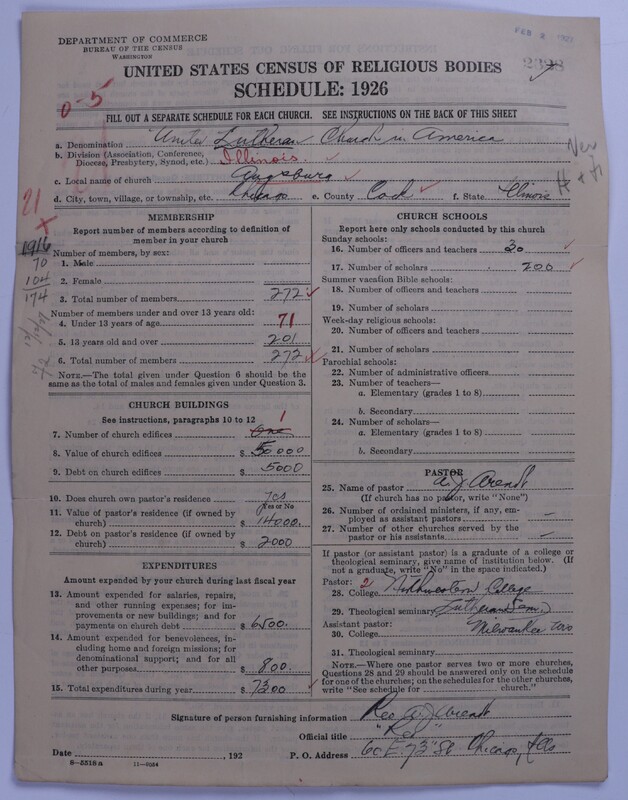 DEPARTMENT OF COMMERCE
BUREAU OF THE CENSUS
WASHINGTON
UNITED STATES CENSUS OF RELIGIOUS BODIES
SCHEDULE: 1926
0-5
FILL OUT A SEPARATE SCHEDULE FOR EACH CHURCH. SEE INSTRUCTIONS ON THE BACK OF THIS SHEET
a. Denomination United Lutheran Church in America
b. Division (Association, Conference, Diocese, Presbytery, Synod, etc.) Illinois.
c. Local name of church Augsburg
d. City, town, village, or township, etc. Chicago e. County Cook f. State Illinois
21
1916
70
104
174
MEMBERSHIP
Report number of members according to definition of member in your church
Number of members, by sex:
1. Male
2. Female
3. Total number of members 272
Number of members under and over 13 years old:
4. Under 13 years of age 71
5. 13 years old and over 201
6. Total number of members 272
NOTE.—The total given under Question 6 should be the same as the total of males and females given under Question 3.
CHURCH BUILDINGS
See instructions, paragraphs 10 to 12
7. Number of church edifices One 1
8. Value of church edifices $ 50000
9. Debt on church edifices $ 5000
10. Does church own pastor's residence Yes
Yes or No
11. Value of pastor's residence (if owned by church) $ 14000.
12. Debt on pastor's residence (if owned by church) $ 2000
EXPENDITURES
Amount expended by your church during last fiscal year
13. Amount expended for salaries, repairs, and other running expenses; for improvements or new buildings; and for payments on church debt $ 6500.
14. Amount expended for benevolences, including home and foreign missions; for denominational support; and for all other purposes $ 800.
15. Total expenditures during year $ 7300
CHURCH SCHOOLS
Report here only schools conducted by this church
Sunday schools:
16. Number of officers and teachers 30
17. Number of scholars 200
Summer vacation Bible schools:
18. Number of officers and teachers
19. Number of scholars
Week-day religious schools:
20. Number of officers and teachers
21. Number of scholars
Parochial schools:
22. Number of administrative officers
23. Number of teachers—
a. Elementary (grades 1 to 8)
b. Secondary
24. Number of scholars—
a. Elementary (grades 1 to 8)
b. Secondary
PASTOR
25. Name of pastor A. J. Arendt
(If church has no pastor, write "None")
26. Number of ordained ministers, if any, employed as assistant pastors —
27. Number of other churches served by the pastor or his assistants —
If pastor (or assistant pastor) is a graduate of a college or theological seminary, give name of institution below. (If not a graduate, write "No" in the space indicated.)
Pastor: 2
28. College Northwestern College
29. Theological seminary Lutheran Sem.
Assistant pastor: Milwaukee
30. College
31. Theological seminary
NOTE.—Where one pastor serves two or more churches, Questions 28 and 29 should be answered only on the schedule for one of the churches; on the schedules for the other churches, write "See schedule for church."
Signature of person furnishing information Rev A J Arendt
Official title "Rev"
Date , 192 P. O. Address 60 E. 73" St Chicago, Ills
8-5518 a 11-9084